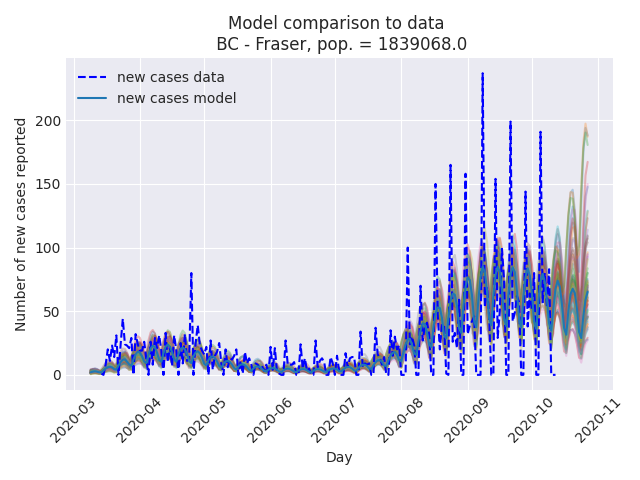 Model comparison to data
BC - Fraser, pop. = 1839068.0
new cases data
new cases model
Number of new cases reported
200
150
100
50
0
2020-03
2020-04
2020-05
2020-06
2020-07
2020-08
2020-09
2020-10
2020-11
Day